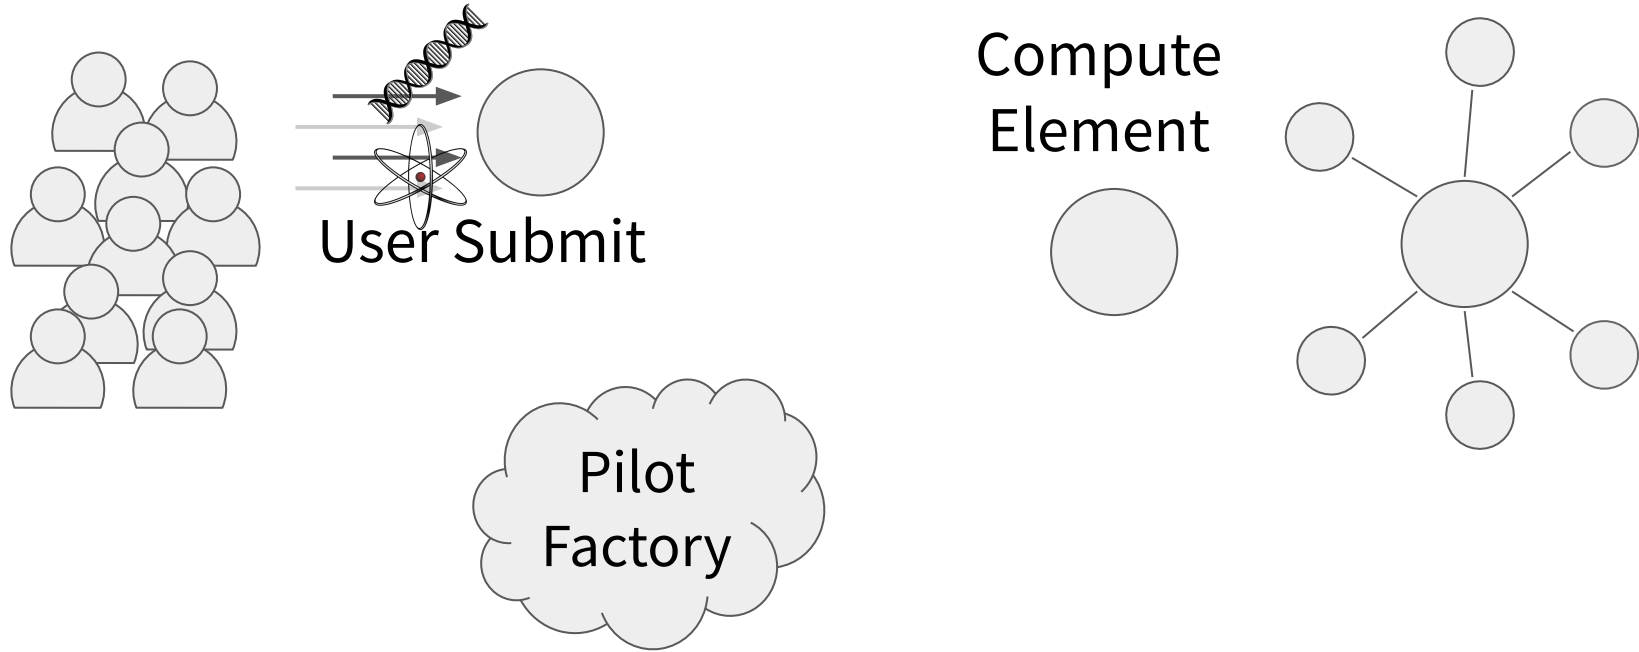 User Submit
Compute
Element
Pilot
Factory